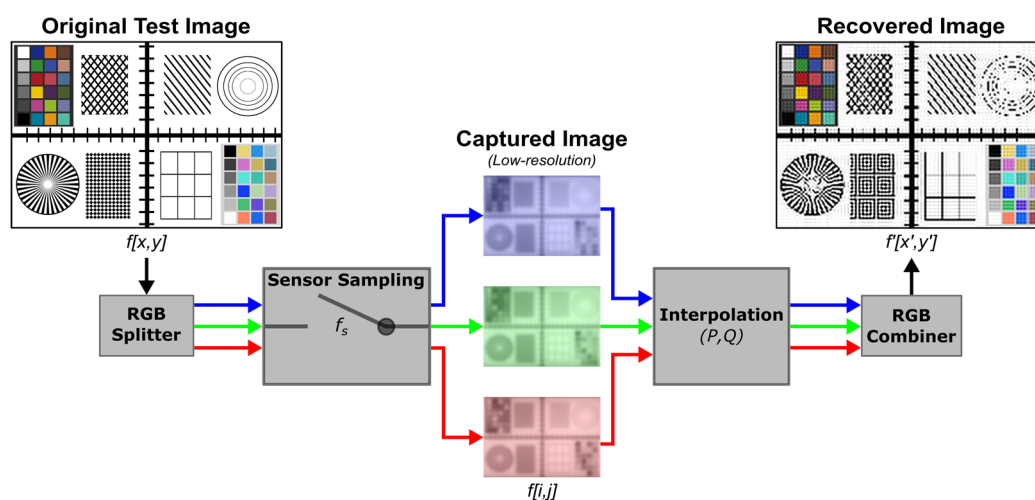 Original Test Image
Recovered Image
Captured Image
(Low-resolution)
f[x,y]
f'[x',y']
Sensor Sampling
RGB
Splitter
f_s
Interpolation
(P,Q)
RGB
Combiner
f[i,j]